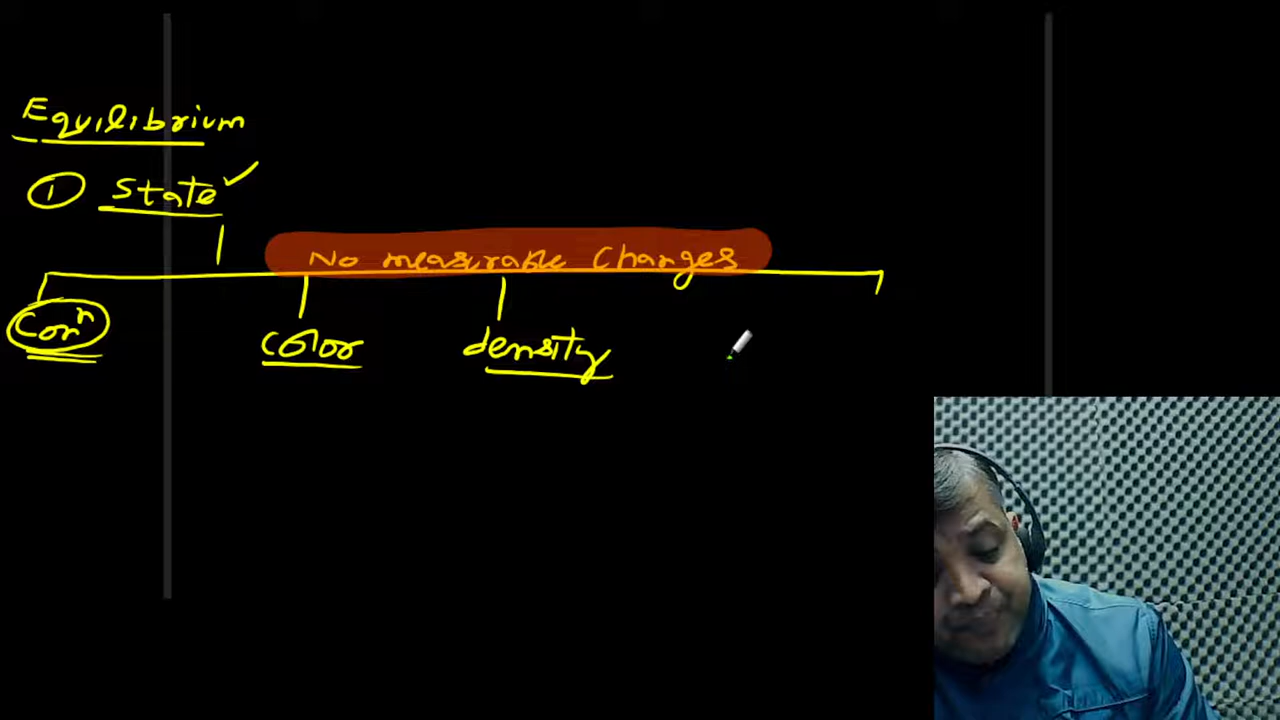 Equilibrium
① State ✓
No measurable Changes
Conⁿ
Color
density